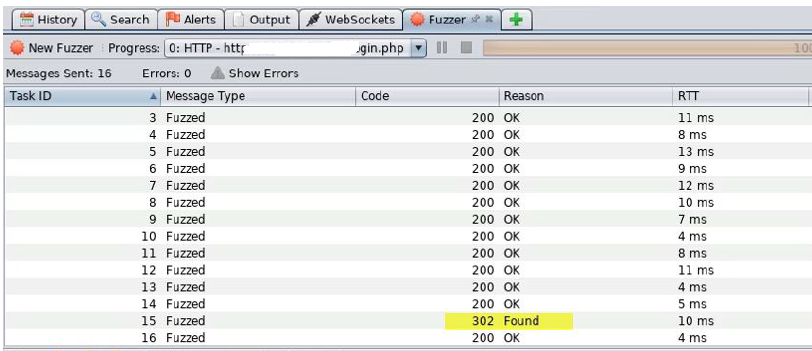 History Search Alerts Output WebSockets Fuzzer
New Fuzzer Progress: 0: HTTP - http gin.php 100
Messages Sent: 16 Errors: 0 Show Errors
Task ID Message Type Code Reason RTT
3 Fuzzed 200 OK 11 ms
4 Fuzzed 200 OK 8 ms
5 Fuzzed 200 OK 13 ms
6 Fuzzed 200 OK 9 ms
7 Fuzzed 200 OK 12 ms
8 Fuzzed 200 OK 10 ms
9 Fuzzed 200 OK 7 ms
10 Fuzzed 200 OK 4 ms
11 Fuzzed 200 OK 8 ms
12 Fuzzed 200 OK 11 ms
13 Fuzzed 200 OK 4 ms
14 Fuzzed 200 OK 5 ms
15 Fuzzed 302 Found 10 ms
16 Fuzzed 200 OK 4 ms